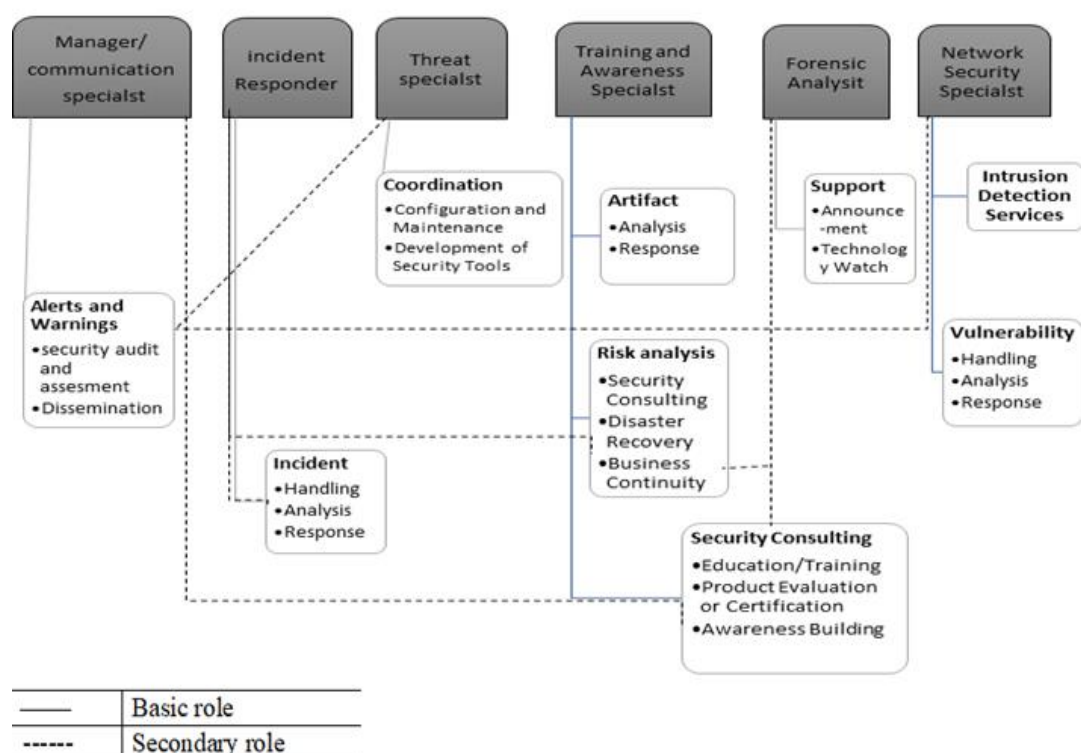 Manager/
communication
specialst
incident
Responder
Threat
specialst
Training and
Awareness
Specialst
Forensic
Analysit
Network
Security
Specialst
Coordination
•Configuration and
Maintenance
•Development of
Security Tools
Artifact
•Analysis
•Response
Support
•Announce
-ment
•Technolog
y Watch
Intrusion
Detection
Services
Alerts and
Warnings
•security audit
and
assesment
•Dissemination
Risk analysis
•Security
Consulting
•Disaster
Recovery
•Business
Continuity
Vulnerability
•Handling
•Analysis
•Response
Incident
•Handling
•Analysis
•Response
Security Consulting
•Education/Training
•Product Evaluation
or Certification
•Awareness Building
Basic role
Secondary role